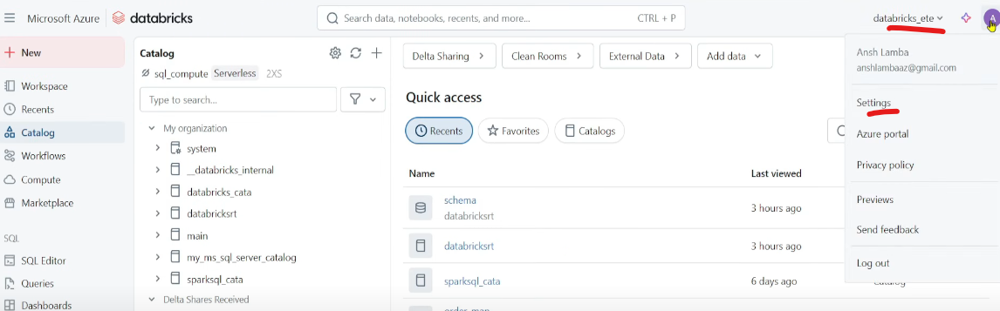 Microsoft Azure databricks Search data, notebooks, recents, and more... CTRL + P databricks_ete A
New
Workspace
Recents
Catalog
Workflows
Compute
Marketplace
SQL
SQL Editor
Queries
Dashboards
Catalog
sql_compute Serverless 2XS
Type to search...
My organization
system
__databricks_internal
databricks_cata
databricksrt
main
my_ms_sql_server_catalog
sparksql_cata
Delta Shares Received
Delta Sharing > Clean Rooms > External Data > Add data
Quick access
Recents Favorites Catalogs
Name Last viewed
schema
databricksrt
3 hours ago
databricksrt 3 hours ago
sparksql_cata 6 days ago Catalog
order_map
Ansh Lamba
anshlambaaz@gmail.com
Settings
Azure portal
Privacy policy
Previews
Send feedback
Log out